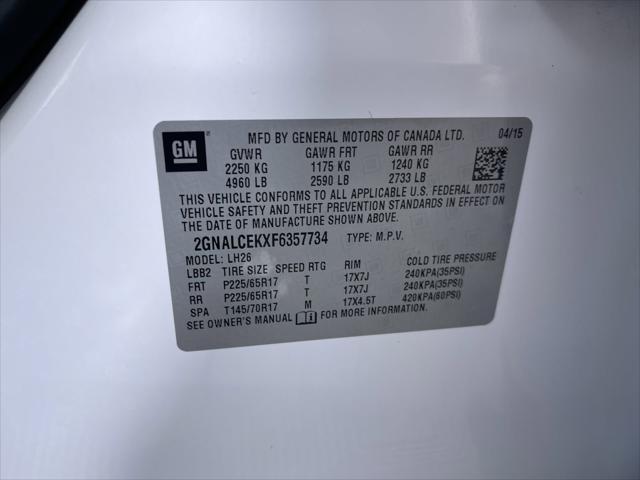 GM
MFD BY GENERAL MOTORS OF CANADA LTD. 04/15
GVWR GAWR FRT GAWR RR
2250 KG 1175 KG 1240 KG
4960 LB 2590 LB 2733 LB
THIS VEHICLE CONFORMS TO ALL APPLICABLE U.S. FEDERAL MOTOR
VEHICLE SAFETY AND THEFT PREVENTION STANDARDS IN EFFECT ON
THE DATE OF MANUFACTURE SHOWN ABOVE.
2GNALCEKXF6357734 TYPE: M.P.V.
MODEL: LH26
LBB2 TIRE SIZE SPEED RTG RIM COLD TIRE PRESSURE
FRT P225/65R17 T 17X7J 240KPA(35PSI)
RR P225/65R17 T 17X7J 240KPA(35PSI)
SPA T145/70R17 M 17X4.5T 420KPA(60PSI)
SEE OWNER'S MANUAL FOR MORE INFORMATION